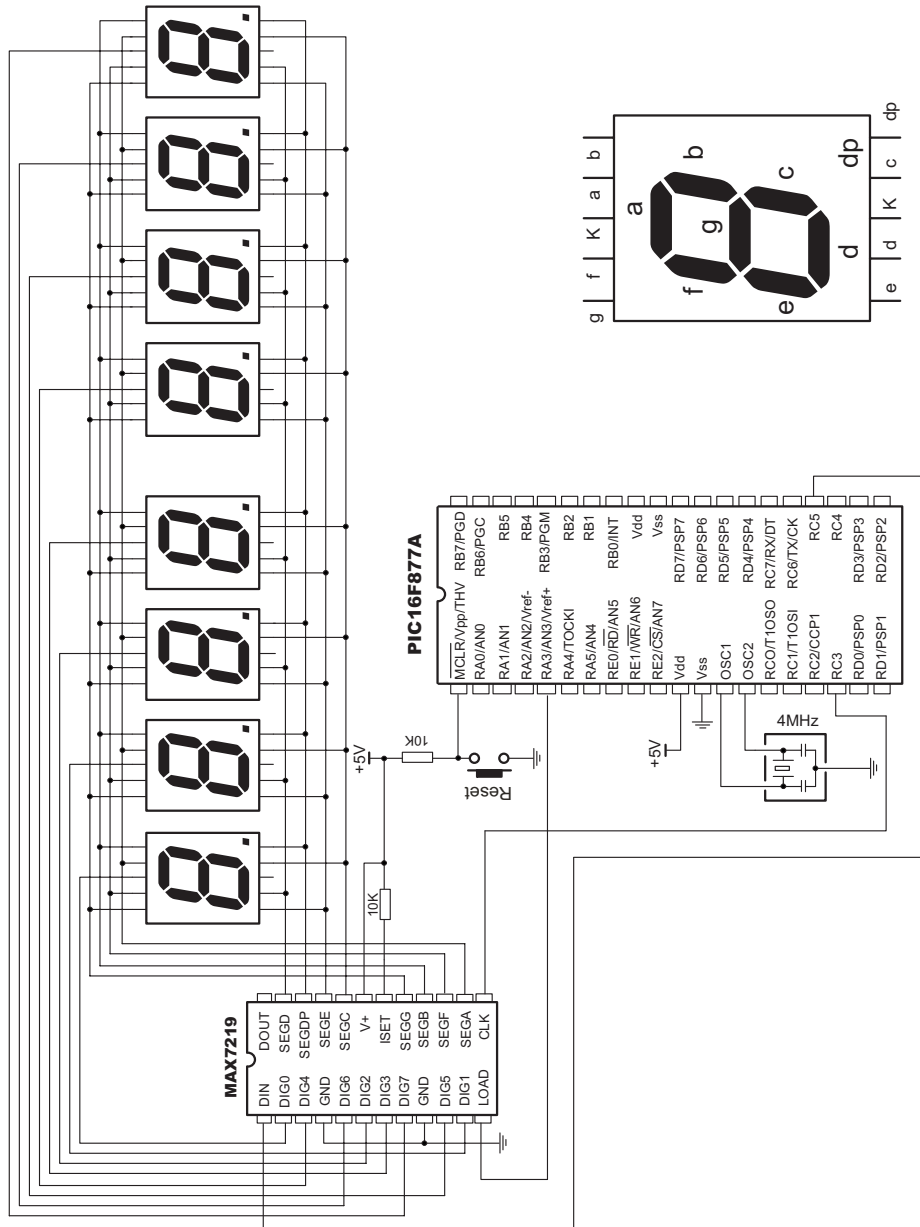 MAX7219
DIN
DIG0
DIG4
GND
DIG6
DIG2
DIG3
DIG7
GND
DIG5
DIG1
LOAD
DOUT
SEGD
SEGDP
SEGE
SEGC
V+
ISET
SEGG
SEGB
SEGF
SEGA
CLK
10K
+5V
10K
Reset
PIC16F877A
MCLR/Vpp/THV
RA0/AN0
RA1/AN1
RA2/AN2/Vref-
RA3/AN3/Vref+
RA4/TOCKI
RA5/AN4
RE0/RD/AN5
RE1/WR/AN6
RE2/CS/AN7
Vdd
Vss
OSC1
OSC2
RCO/T1OSO
RC1/T1OSI
RC2/CCP1
RC3
RD0/PSP0
RD1/PSP1
RB7/PGD
RB6/PGC
RB5
RB4
RB3/PGM
RB2
RB1
RB0/INT
Vdd
Vss
RD7/PSP7
RD6/PSP6
RD5/PSP5
RD4/PSP4
RC7/RX/DT
RC6/TX/CK
RC5
RC4
RD3/PSP3
RD2/PSP2
+5V
4MHz
g
f
K
a
b
a
b
f
g
c
e
d
dp
e
d
K
c
dp